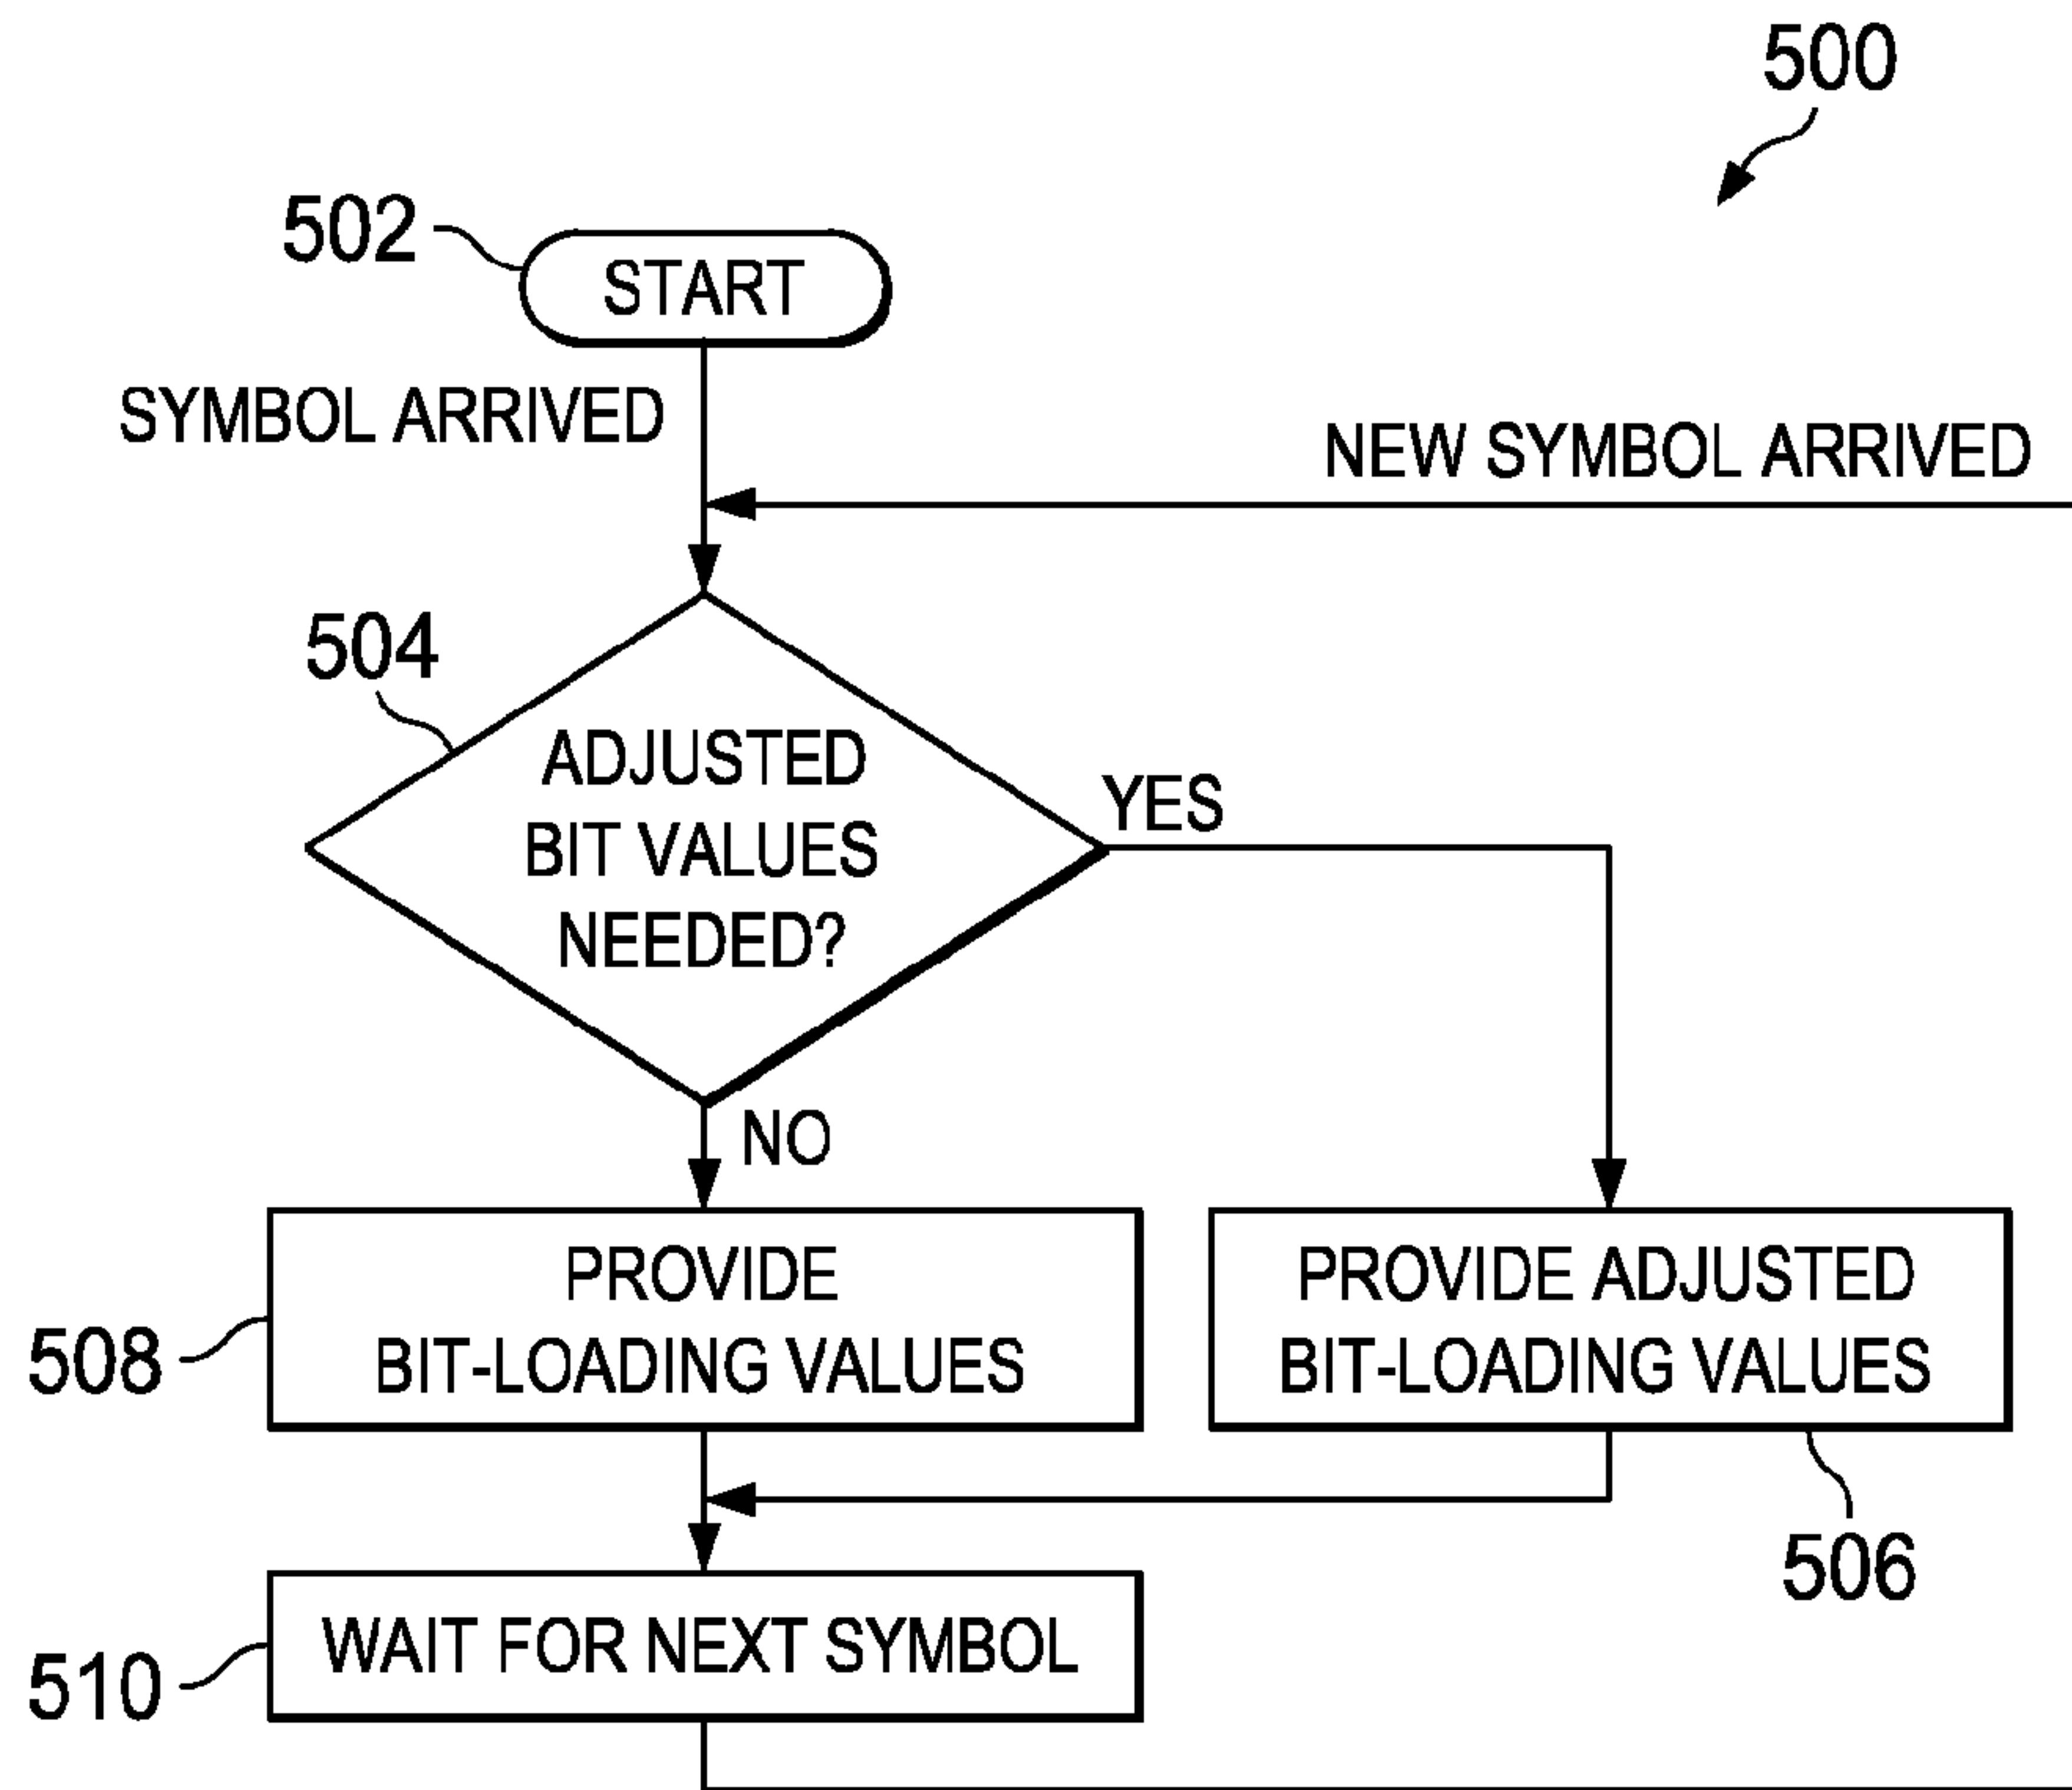 500
502
START
SYMBOL ARRIVED
NEW SYMBOL ARRIVED
504
ADJUSTED
BIT VALUES
NEEDED?
YES
NO
PROVIDE
BIT-LOADING VALUES
508
PROVIDE ADJUSTED
BIT-LOADING VALUES
506
WAIT FOR NEXT SYMBOL
510